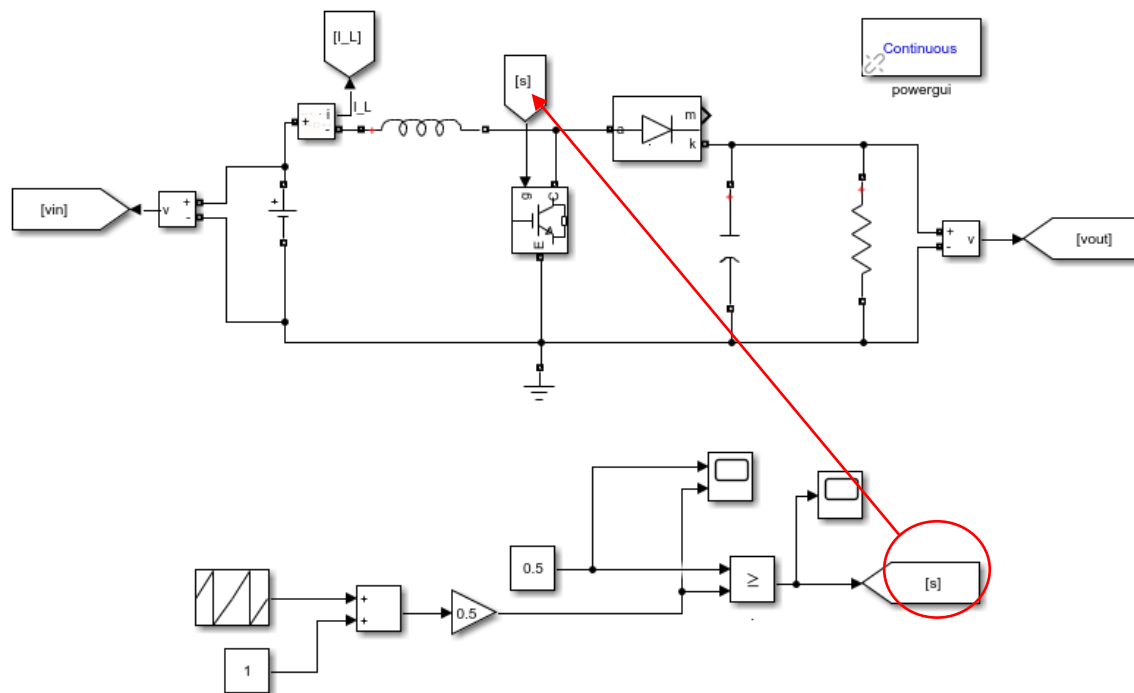 [I_L]
Continuous
powergui
[s]
i
I_L
+
-
m
a
k
[vin]
v
+
-
+
g
C
E
+
-
v
[vout]
0.5
≥
[s]
+
+
0.5
1